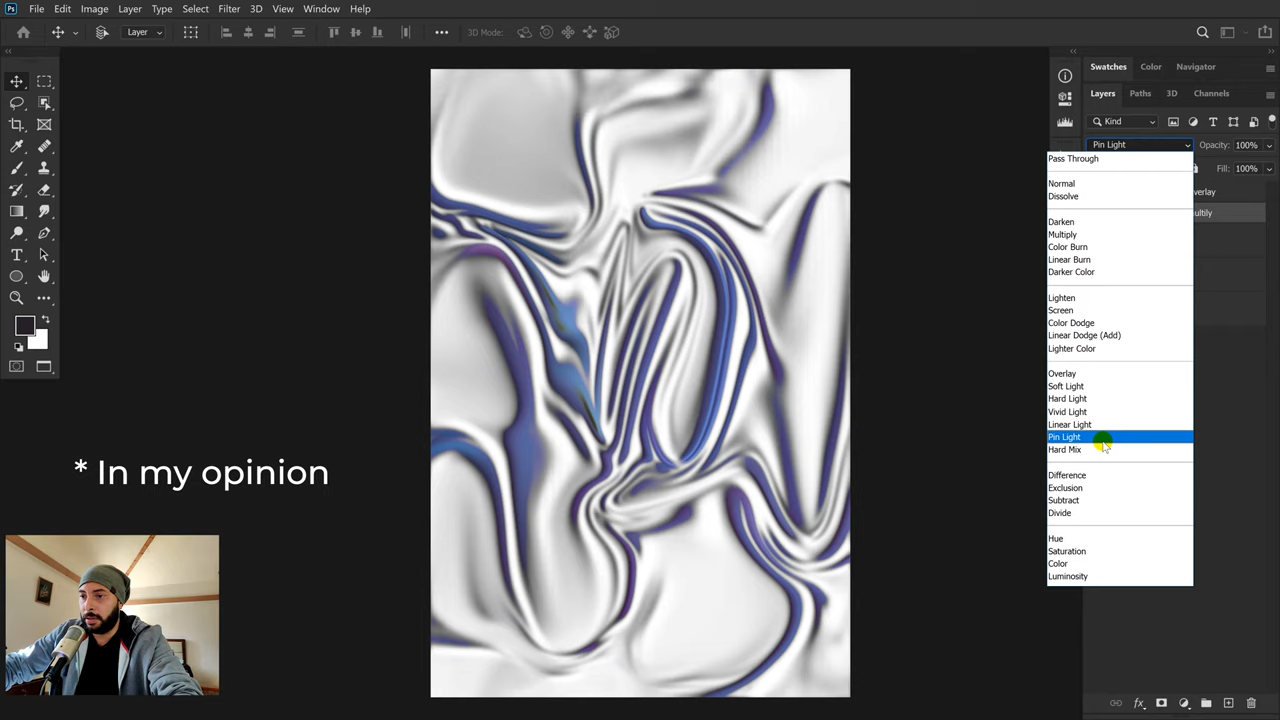 Ps File Edit Image Layer Type Select Filter 3D View Window Help
Layer 3D Mode:
Swatches Color Navigator
Layers Paths 3D Channels
Kind
Pin Light Opacity: 100%
Fill: 100%
Pass Through
Normal
Dissolve
Darken
Multiply
Color Burn
Linear Burn
Darker Color
Lighten
Screen
Color Dodge
Linear Dodge (Add)
Lighter Color
Overlay
Soft Light
Hard Light
Vivid Light
Linear Light
Pin Light
Hard Mix
Difference
Exclusion
Subtract
Divide
Hue
Saturation
Color
Luminosity
* In my opinion